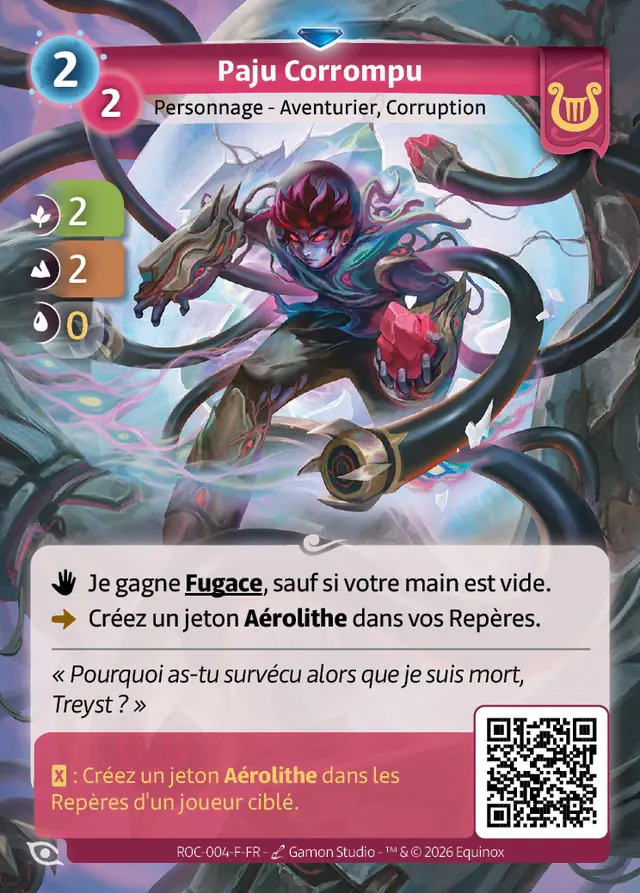 2
2
Paju Corrompu
Personnage - Aventurier, Corruption
2
2
0
Je gagne Fugace, sauf si votre main est vide.
Créez un jeton Aérolithe dans vos Repères.
« Pourquoi as-tu survécu alors que je suis mort,
Treyst ? »
X : Créez un jeton Aérolithe dans les
Repères d'un joueur ciblé.
ROC-004-F-FR - Gamon Studio - ™ & © 2026 Equinox